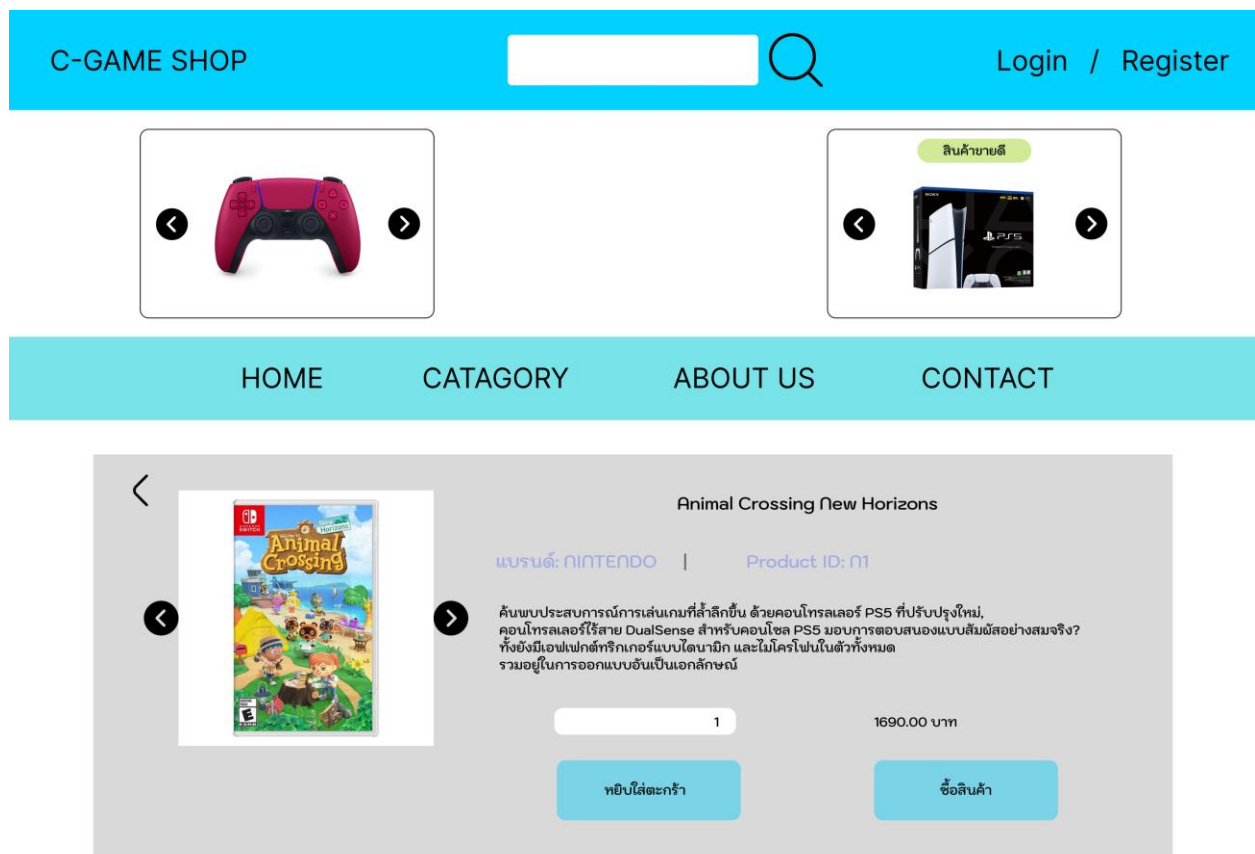 C-GAME SHOP
Login / Register
สินค้าขายดี
SONY
PS5
HOME CATAGORY ABOUT US CONTACT
Animal Crossing New Horizons
NINTENDO SWITCH
New Horizons
Animal Crossing
E
แบรนด์: NINTENDO | Product ID: N1
ค้นพบประสบการณ์การเล่นเกมที่ล้ำลึกขึ้น ด้วยคอนโทรลเลอร์ PS5 ที่ปรับปรุงใหม่,
คอนโทรลเลอร์ไร้สาย DualSense สำหรับคอนโซล PS5 มอบการตอบสนองแบบสัมผัสอย่างสมจริง?
ทั้งยังมีเอฟเฟกต์ทริกเกอร์แบบไดนามิก และไมโครโฟนในตัวทั้งหมด
รวมอยู่ในการออกแบบอันเป็นเอกลักษณ์
1 1690.00 บาท
หยิบใส่ตะกร้า ซื้อสินค้า